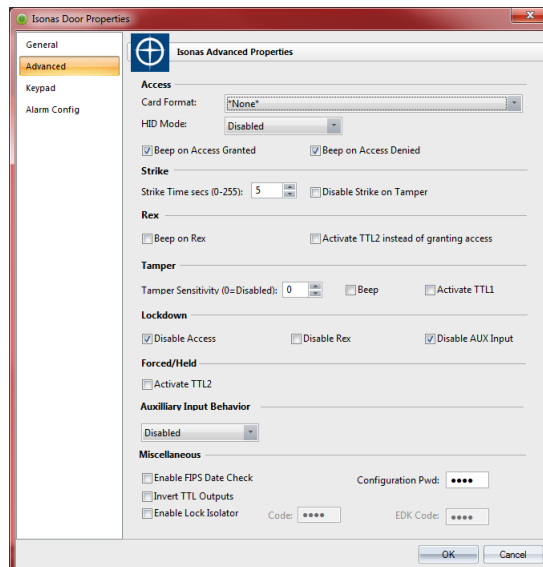 Isonas Door Properties
General
Advanced
Keypad
Alarm Config
Isonas Advanced Properties
Access
Card Format: *None*
HID Mode: Disabled
Beep on Access Granted Beep on Access Denied
Strike
Strike Time secs (0-255): 5 Disable Strike on Tamper
Rex
Beep on Rex Activate TTL2 instead of granting access
Tamper
Tamper Sensitivity (0=Disabled): 0 Beep Activate TTL1
Lockdown
Disable Access Disable Rex Disable AUX Input
Forced/Held
Activate TTL2
Auxilliary Input Behavior
Disabled
Miscellaneous
Enable FIPS Date Check Configuration Pwd: ●●●●
Invert TTL Outputs
Enable Lock Isolator Code: ●●●● EDK Code: ●●●●
OK Cancel